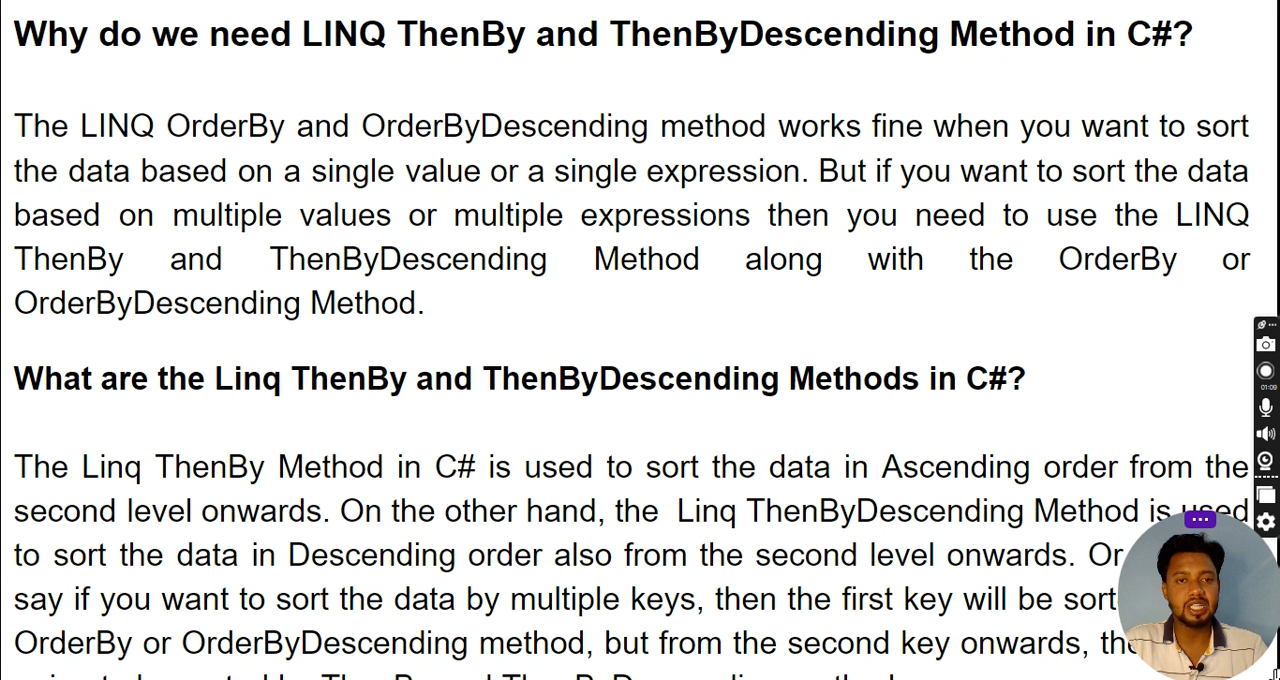 Why do we need LINQ ThenBy and ThenByDescending Method in C#?
The LINQ OrderBy and OrderByDescending method works fine when you want to sort
the data based on a single value or a single expression. But if you want to sort the data
based on multiple values or multiple expressions then you need to use the LINQ
ThenBy and ThenByDescending Method along with the OrderBy or
OrderByDescending Method.
What are the Linq ThenBy and ThenByDescending Methods in C#?
The Linq ThenBy Method in C# is used to sort the data in Ascending order from the
second level onwards. On the other hand, the Linq ThenByDescending Method is used
to sort the data in Descending order also from the second level onwards. Or
say if you want to sort the data by multiple keys, then the first key will be sort
OrderBy or OrderByDescending method, but from the second key onwards,
01:09